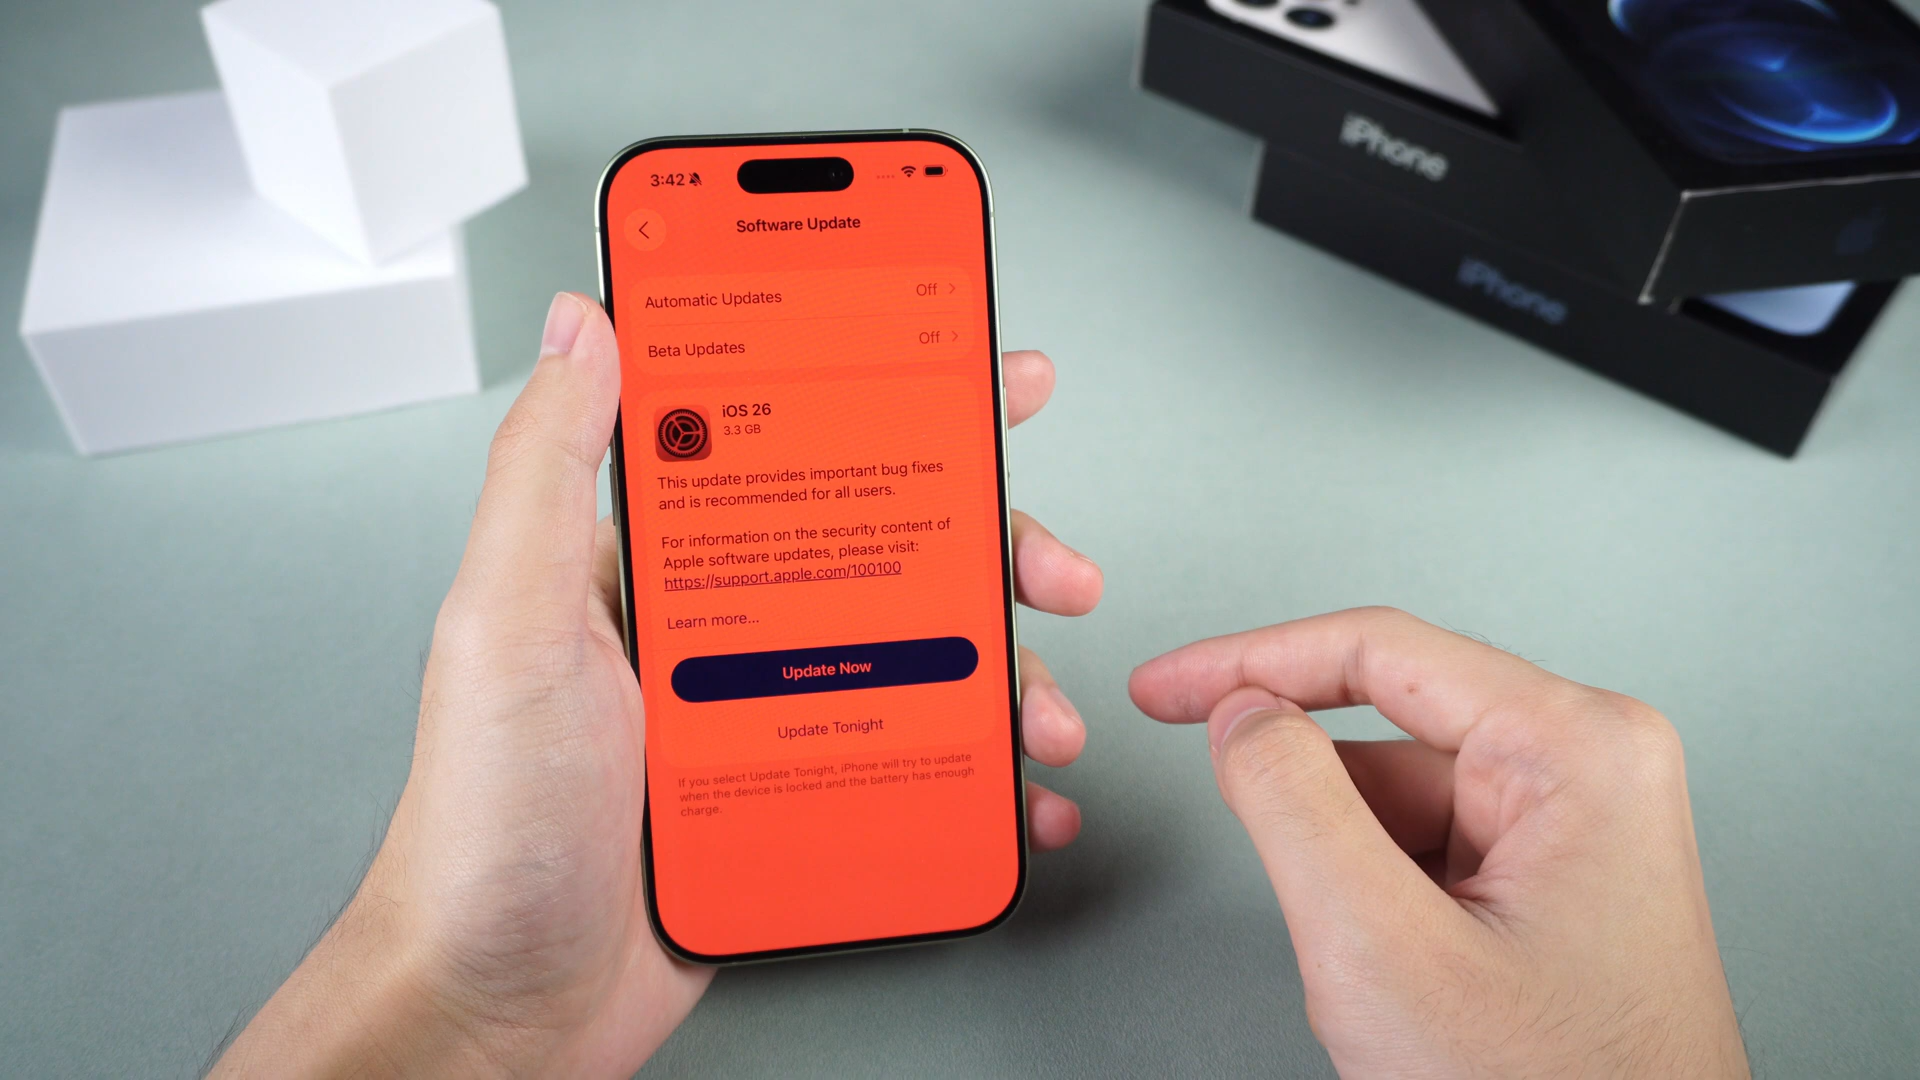 3:42
Software Update
Automatic Updates Off
Beta Updates Off
iOS 26
3.3 GB
This update provides important bug fixes
and is recommended for all users.
For information on the security content of
Apple software updates, please visit:
https://support.apple.com/100100
Learn more...
Update Now
Update Tonight
If you select Update Tonight, iPhone will try to update
when the device is locked and the battery has enough
charge.
iPhone
iPhone